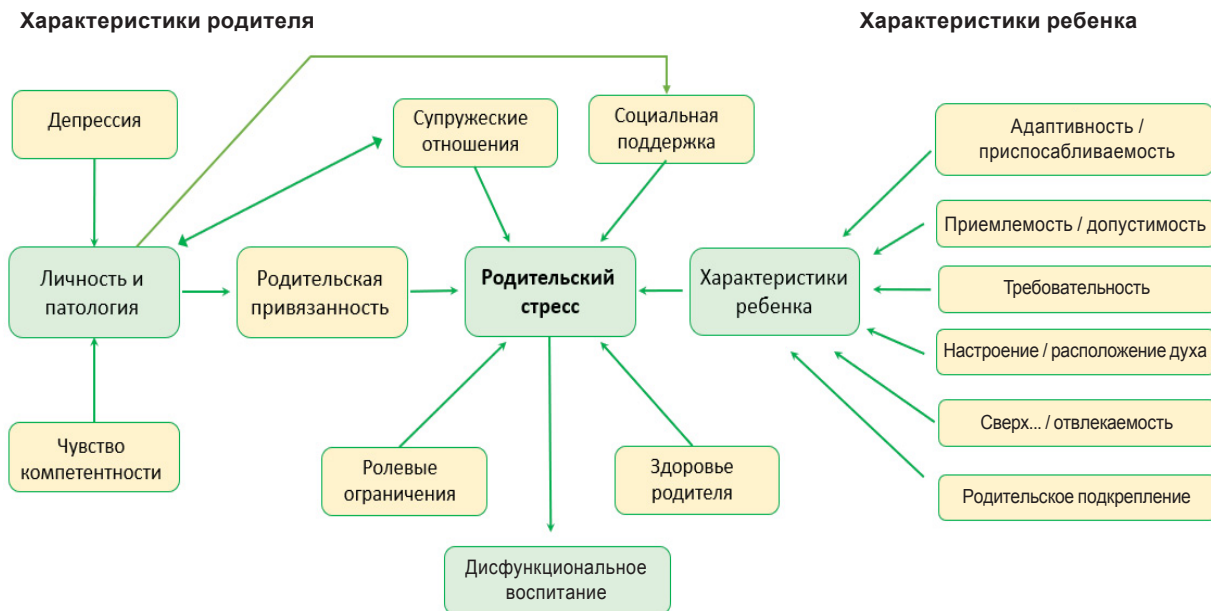 Характеристики родителя
Характеристики ребенка
Депрессия
Супружеские
отношения
Социальная
поддержка
Адаптивность /
приспосабливаемость
Приемлемость / допустимость
Личность и
патология
Родительская
привязанность
Родительский
стресс
Характеристики
ребенка
Требовательность
Настроение / расположение духа
Сверх... / отвлекаемость
Чувство
компетентности
Ролевые
ограничения
Здоровье
родителя
Родительское подкрепление
Дисфункциональное
воспитание